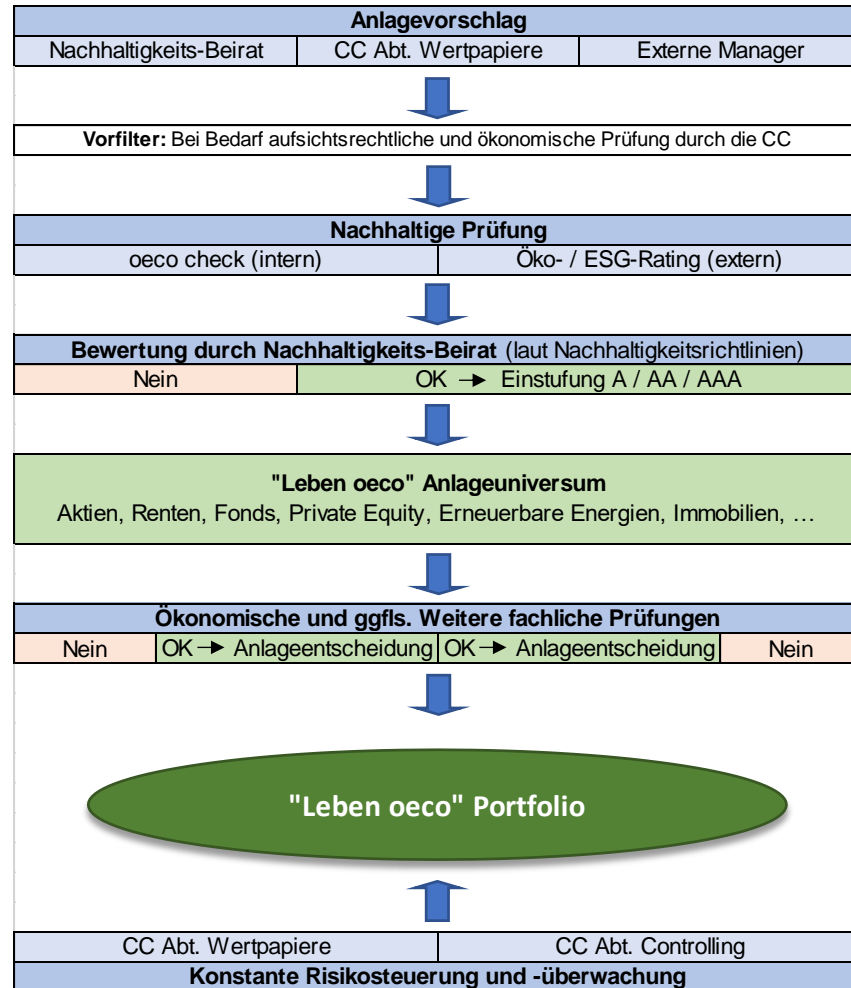 Anlagevorschlag
Nachhaltigkeits-Beirat CC Abt. Wertpapiere Externe Manager
Vorfilter: Bei Bedarf aufsichtsrechtliche und ökonomische Prüfung durch die CC
Nachhaltige Prüfung
oeco check (intern) Öko- / ESG-Rating (extern)
Bewertung durch Nachhaltigkeits-Beirat (laut Nachhaltigkeitsrichtlinien)
Nein OK → Einstufung A / AA / AAA
"Leben oeco" Anlageuniversum
Aktien, Renten, Fonds, Private Equity, Erneuerbare Energien, Immobilien, …
Ökonomische und ggfls. Weitere fachliche Prüfungen
Nein OK → Anlageentscheidung OK → Anlageentscheidung Nein
"Leben oeco" Portfolio
CC Abt. Wertpapiere CC Abt. Controlling
Konstante Risikosteuerung und -überwachung